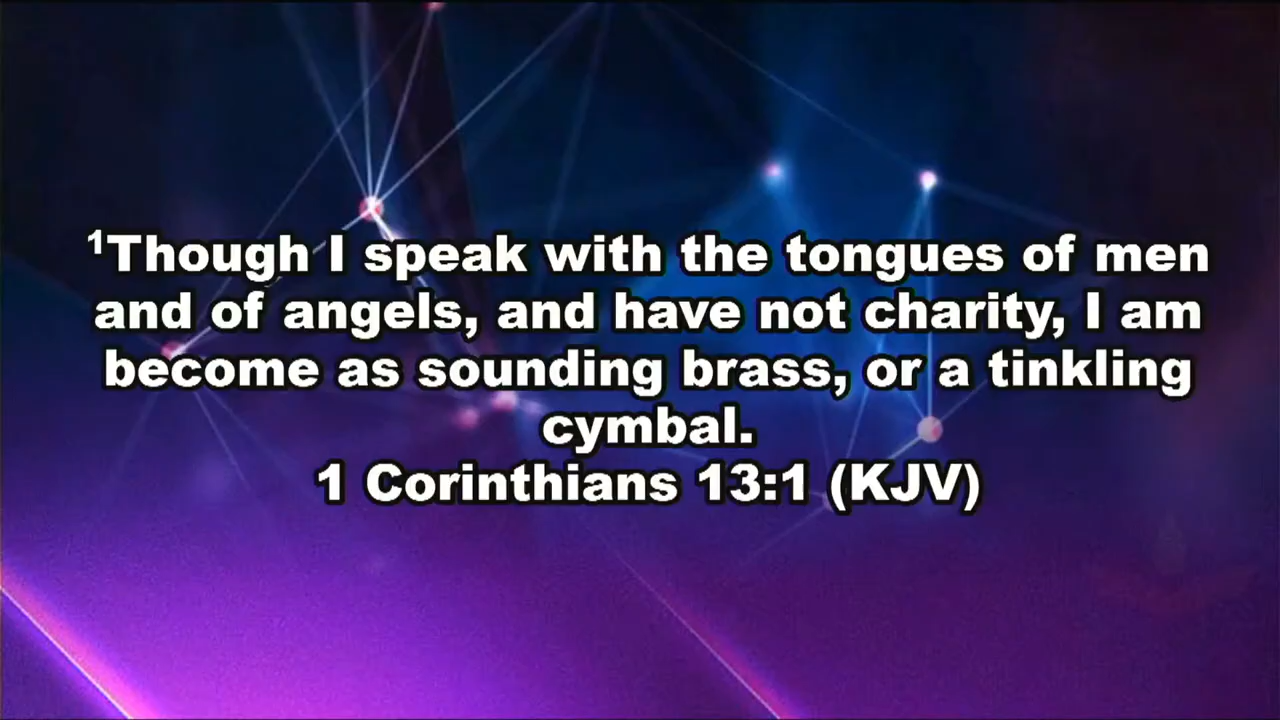 ¹Though I speak with the tongues of men
and of angels, and have not charity, I am
become as sounding brass, or a tinkling
cymbal.
1 Corinthians 13:1 (KJV)